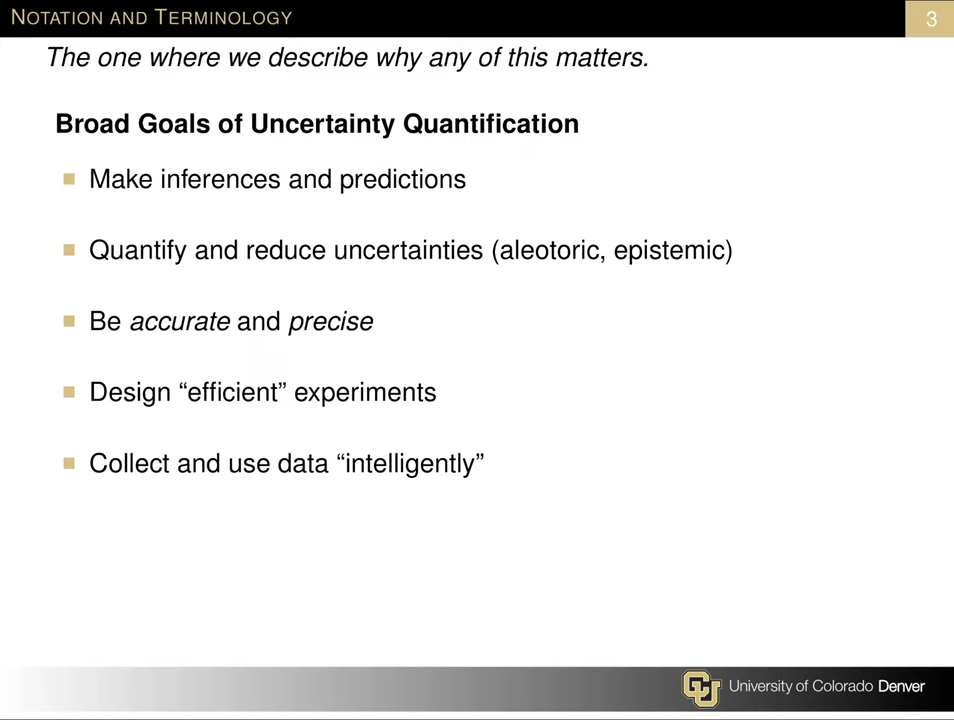 NOTATION AND TERMINOLOGY
3
The one where we describe why any of this matters.
Broad Goals of Uncertainty Quantification
Make inferences and predictions
Quantify and reduce uncertainties (aleotoric, epistemic)
Be accurate and precise
Design “efficient” experiments
Collect and use data “intelligently”
University of Colorado Denver